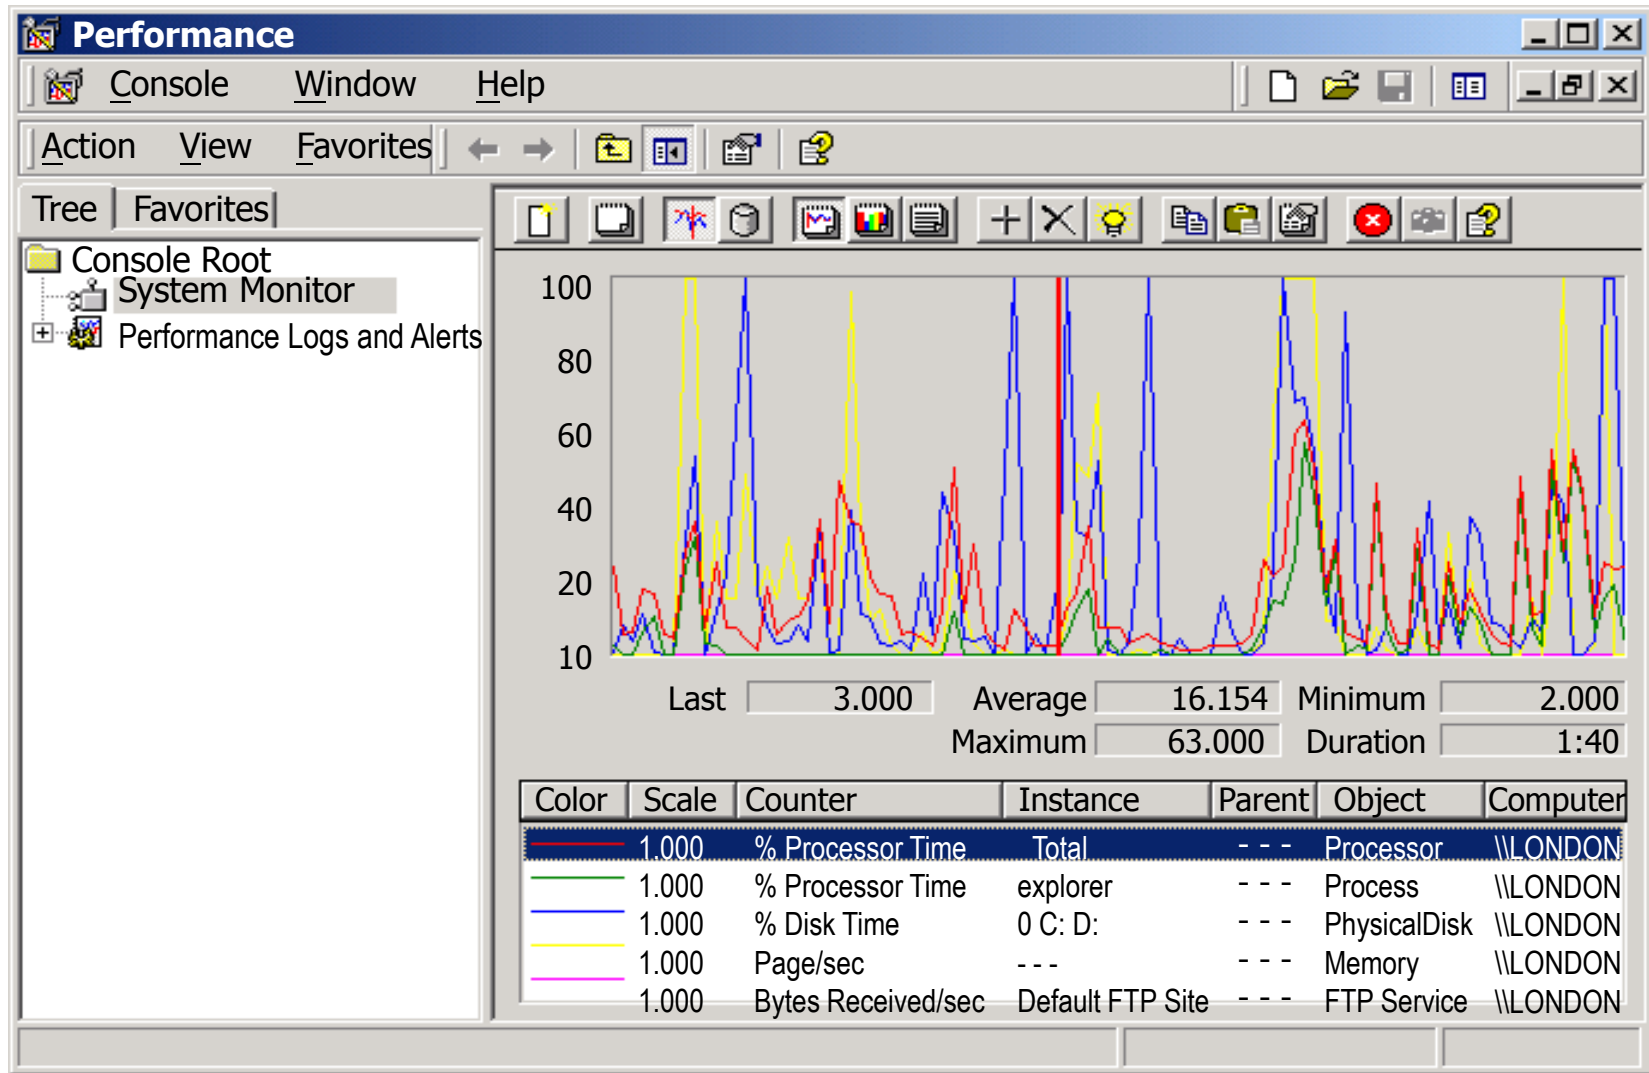 Performance
Console Window Help
Action View Favorites
Tree Favorites
Console Root
System Monitor
Performance Logs and Alerts
100
80
60
40
20
10
Last 3.000 Average 16.154 Minimum 2.000
Maximum 63.000 Duration 1:40
Color Scale Counter Instance Parent Object Computer
1.000 % Processor Time Total - - - Processor \\LONDON
1.000 % Processor Time explorer - - - Process \\LONDON
1.000 % Disk Time 0 C: D: - - - PhysicalDisk \\LONDON
1.000 Page/sec - - - - - - Memory \\LONDON
1.000 Bytes Received/sec Default FTP Site - - - FTP Service \\LONDON